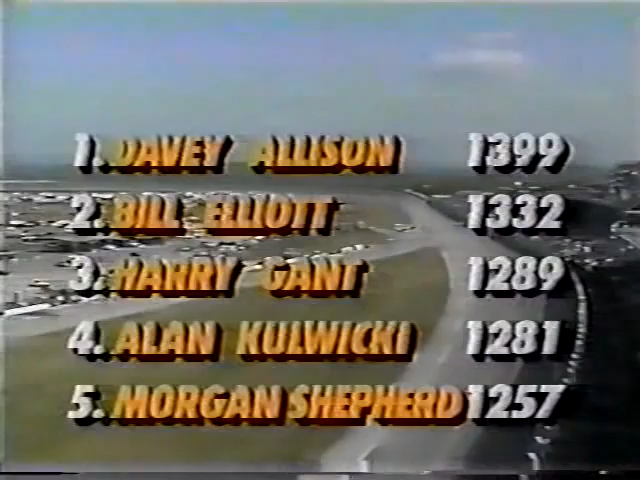 1. DAVEY ALLISON 1399
2. BILL ELLIOTT 1332
3. HARRY GANT 1289
4. ALAN KULWICKI 1281
5. MORGAN SHEPHERD 1257